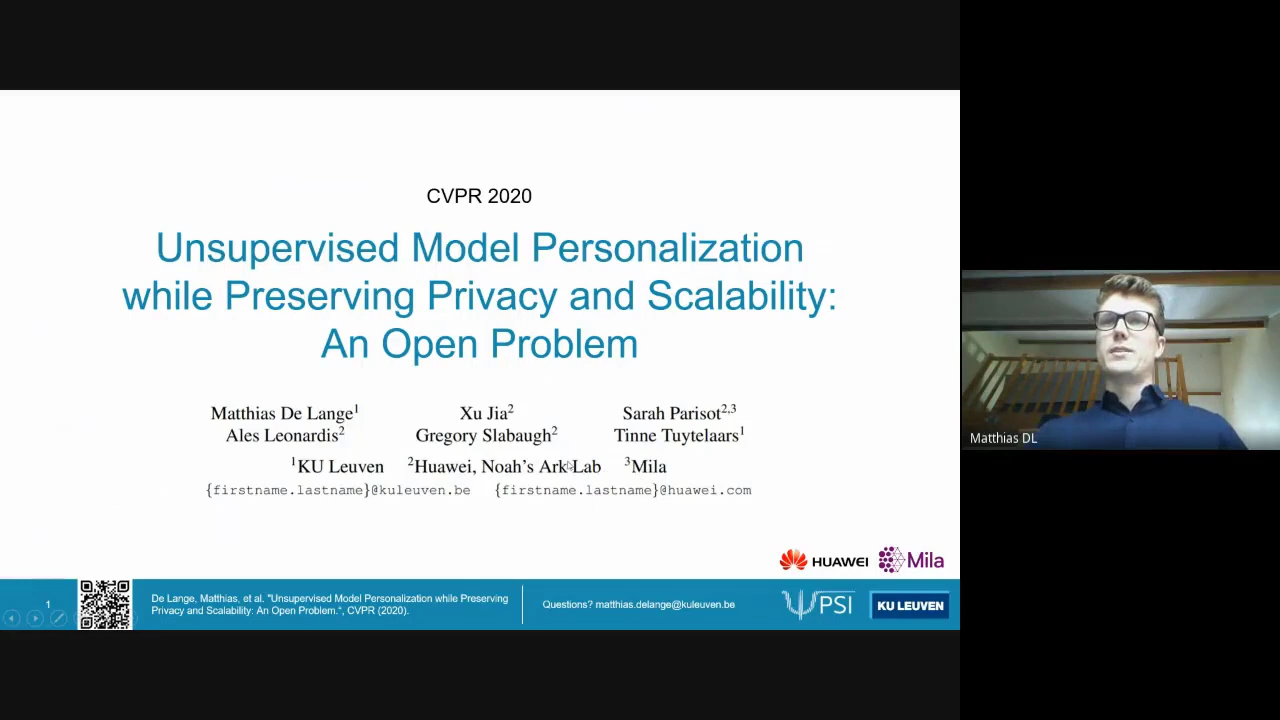 CVPR 2020
Unsupervised Model Personalization
while Preserving Privacy and Scalability:
An Open Problem
Matthias De Lange¹ Xu Jia² Sarah Parisot²,³
Ales Leonardis² Gregory Slabaugh² Tinne Tuytelaars¹
¹KU Leuven ²Huawei, Noah's Ark Lab ³Mila
{firstname.lastname}@kuleuven.be {firstname.lastname}@huawei.com
HUAWEI Mila
1
De Lange, Matthias, et al. "Unsupervised Model Personalization while Preserving
Privacy and Scalability: An Open Problem.", CVPR (2020).
Questions? matthias.delange@kuleuven.be
PSI
KU LEUVEN
Matthias DL